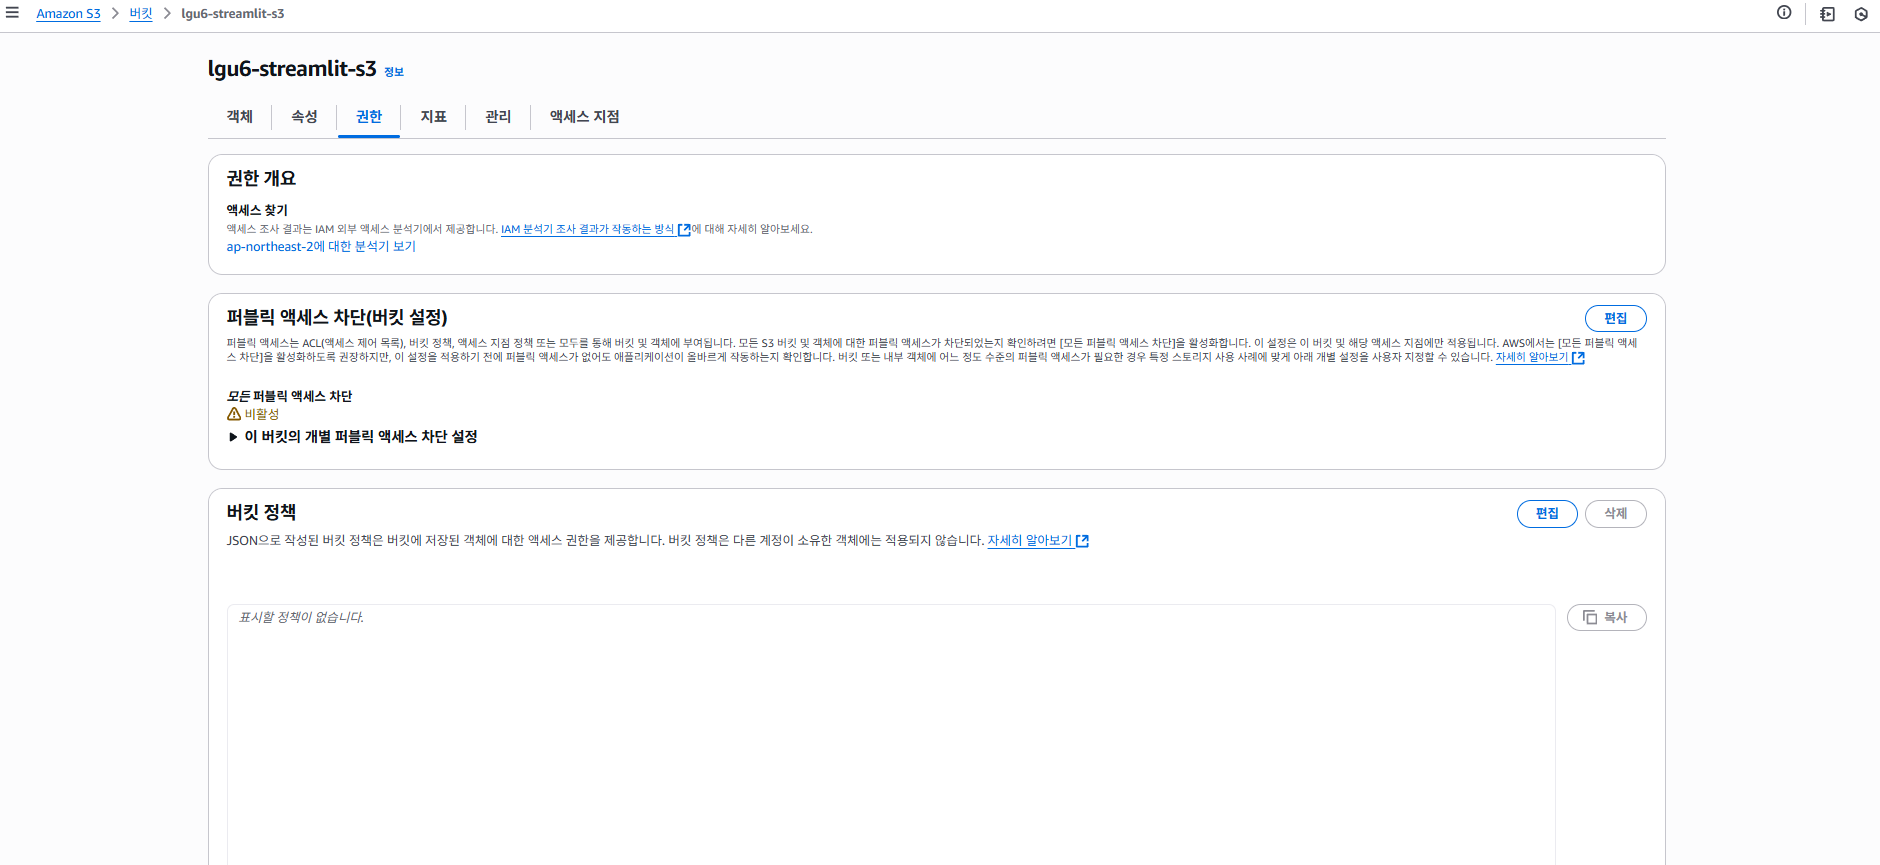 Amazon S3 > 버킷 > lgu6-streamlit-s3
lgu6-streamlit-s3 정보
객체 속성 권한 지표 관리 액세스 지점
권한 개요
액세스 찾기
액세스 조사 결과는 IAM 외부 액세스 분석기에서 제공합니다. IAM 분석기 조사 결과가 작동하는 방식에 대해 자세히 알아보세요.
ap-northeast-2에 대한 분석기 보기
퍼블릭 액세스 차단(버킷 설정)
편집
퍼블릭 액세스는 ACL(액세스 제어 목록), 버킷 정책, 액세스 지점 정책 또는 모두를 통해 버킷 및 객체에 부여됩니다. 모든 S3 버킷 및 객체에 대한 퍼블릭 액세스가 차단되었는지 확인하려면 [모든 퍼블릭 액세스 차단]을 활성화합니다. 이 설정은 이 버킷 및 해당 액세스 지점에만 적용됩니다. AWS에서는 [모든 퍼블릭 액세
스 차단]을 활성화하도록 권장하지만, 이 설정을 적용하기 전에 퍼블릭 액세스가 없어도 애플리케이션이 올바르게 작동하는지 확인합니다. 버킷 또는 내부 객체에 어느 정도 수준의 퍼블릭 액세스가 필요한 경우 특정 스토리지 사용 사례에 맞게 아래 개별 설정을 사용자 지정할 수 있습니다. 자세히 알아보기
모든 퍼블릭 액세스 차단
비활성
이 버킷의 개별 퍼블릭 액세스 차단 설정
버킷 정책
편집 삭제
JSON으로 작성된 버킷 정책은 버킷에 저장된 객체에 대한 액세스 권한을 제공합니다. 버킷 정책은 다른 계정이 소유한 객체에는 적용되지 않습니다. 자세히 알아보기
표시할 정책이 없습니다.
복사